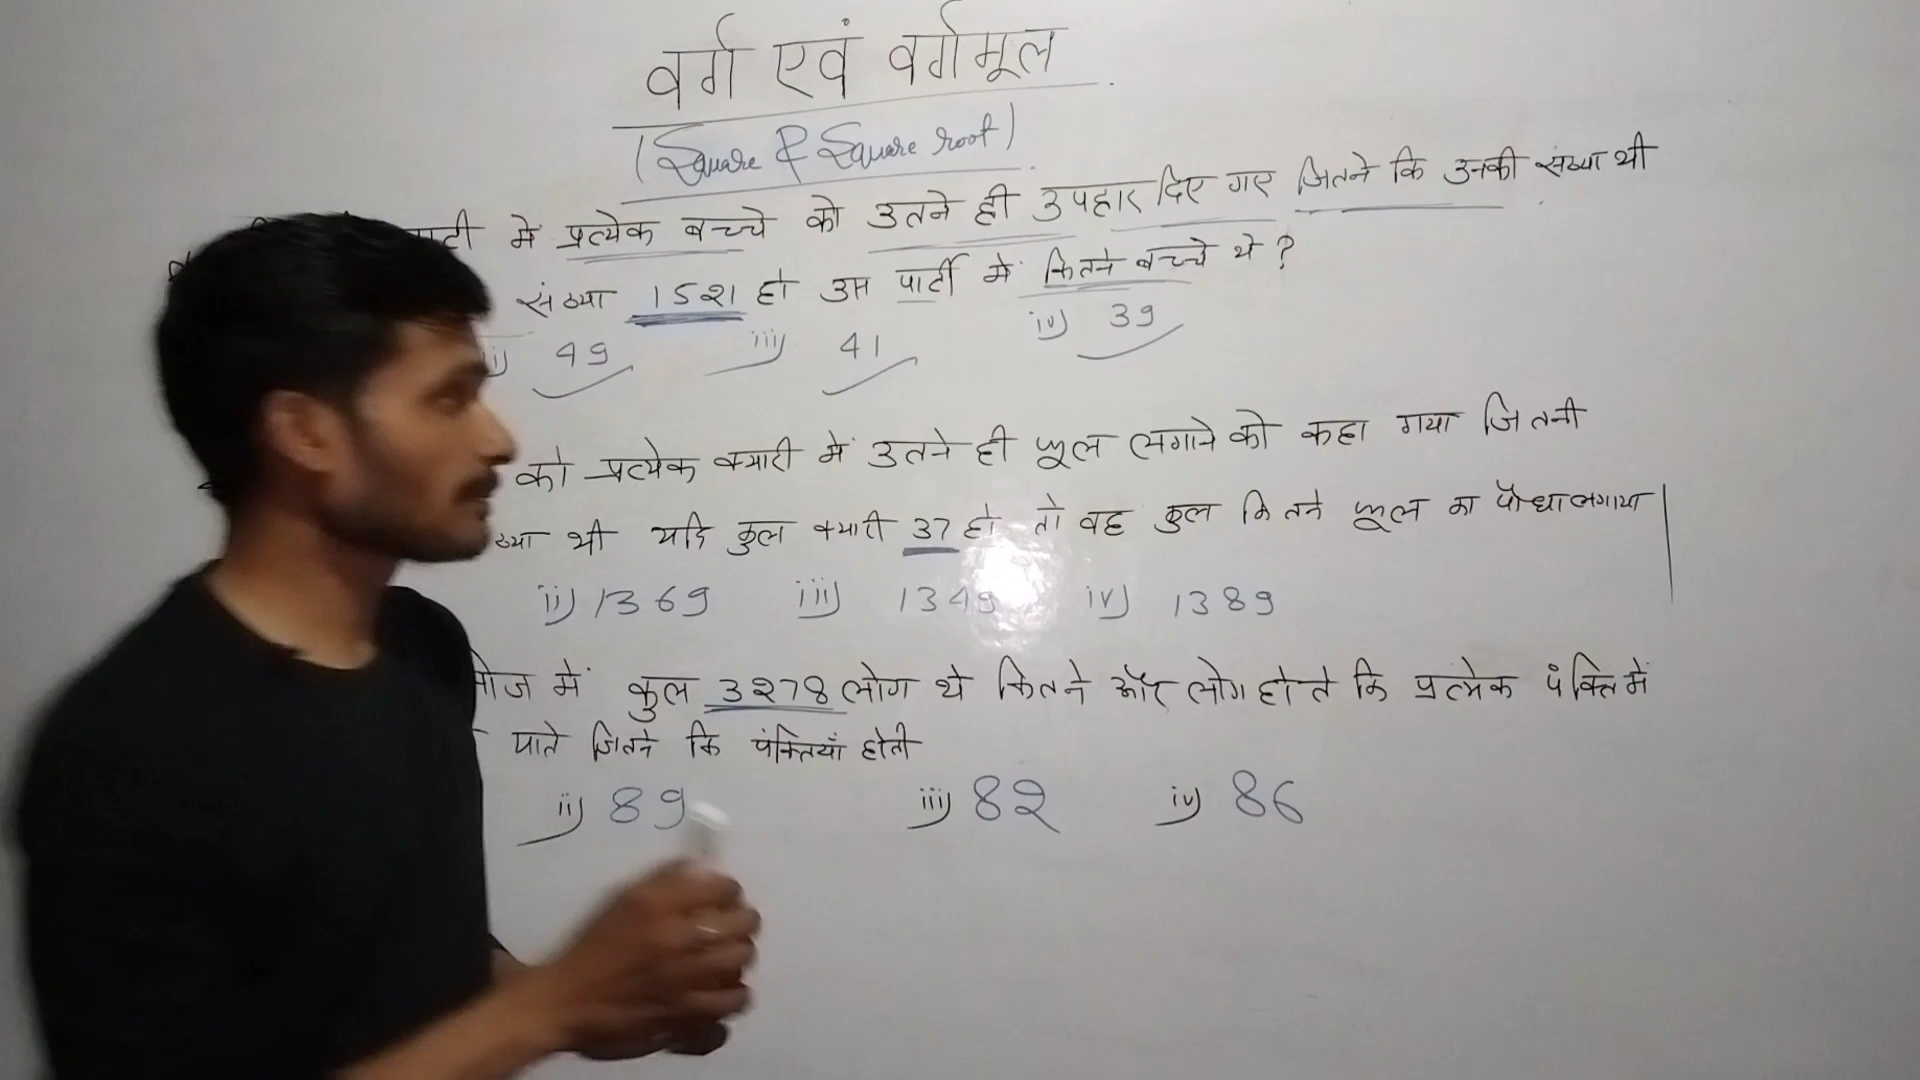 वर्ग एवं वर्गमूल
(Square & Square root)
में प्रत्येक बच्चे को उतने ही उपहार दिए गए जितने कि उनकी संख्या थी
संख्या 1521 हो उस पार्टी में कितने बच्चे थे ?
ii) 49 iii) 41 iv) 39
को प्रत्येक क्यारी में उतने ही फूल लगाने को कहा गया जितनी
थी यदि कुल क्यारी 37 हो तो वह कुल कितने फूल का पौधा लगाया
ii) 1369 iii) 1349 iv) 1389
में कुल 3278 लोग थे कितने और लोग होते कि प्रत्येक पंक्ति में
पाते जितने कि पंक्तियाँ होती
ii) 89 iii) 82 iv) 86